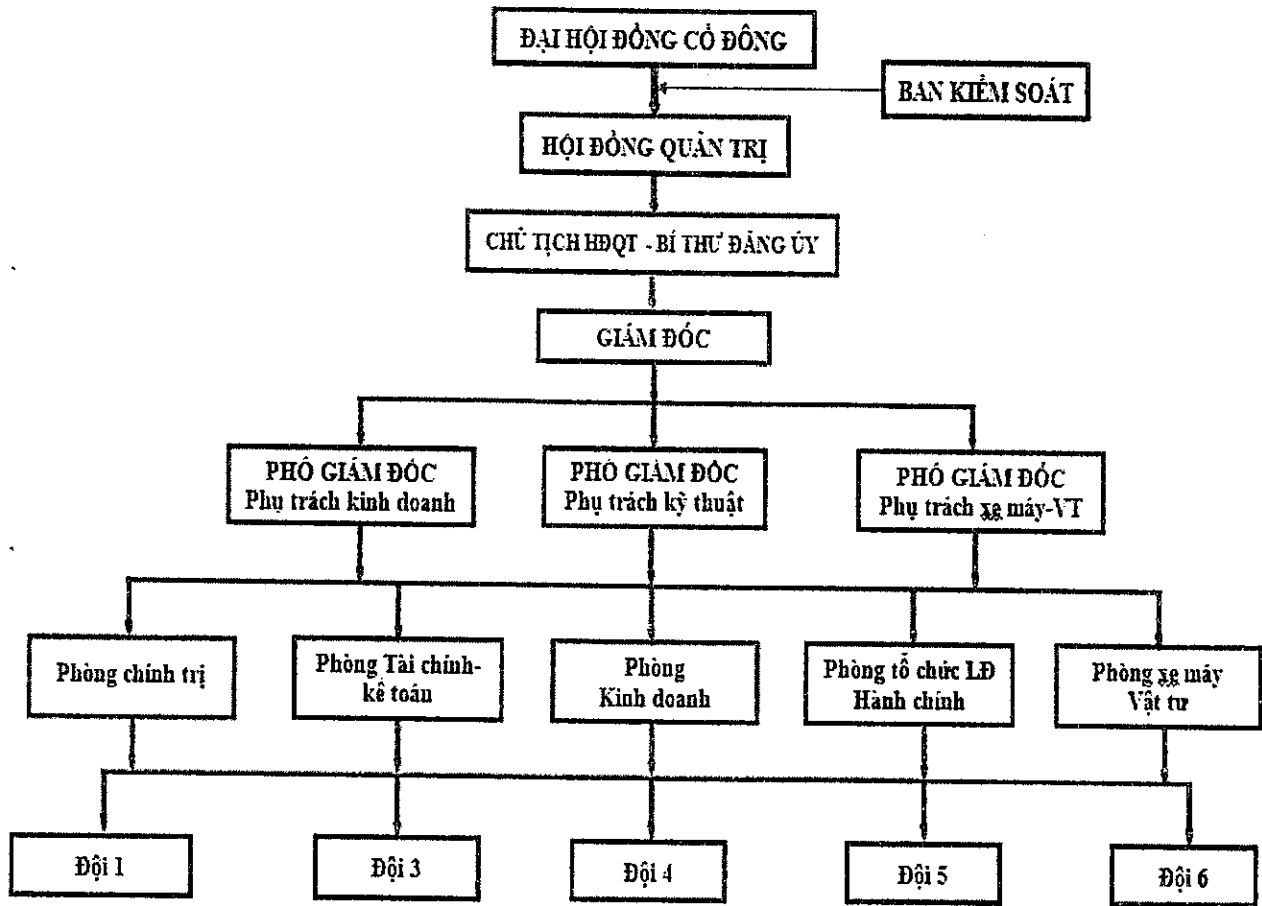 ĐẠI HỘI ĐỒNG CỔ ĐÔNG
BAN KIỂM SOÁT
HỘI ĐỒNG QUẢN TRỊ
CHỦ TỊCH HĐQT - BÍ THƯ ĐẢNG ỦY
GIÁM ĐỐC
PHÓ GIÁM ĐỐC
Phụ trách kinh doanh
PHÓ GIÁM ĐỐC
Phụ trách kỹ thuật
PHÓ GIÁM ĐỐC
Phụ trách xe máy-VT
Phòng chính trị
Phòng Tài chính-
kế toán
Phòng
Kinh doanh
Phòng tổ chức LĐ
Hành chính
Phòng xe máy
Vật tư
Đội 1
Đội 3
Đội 4
Đội 5
Đội 6